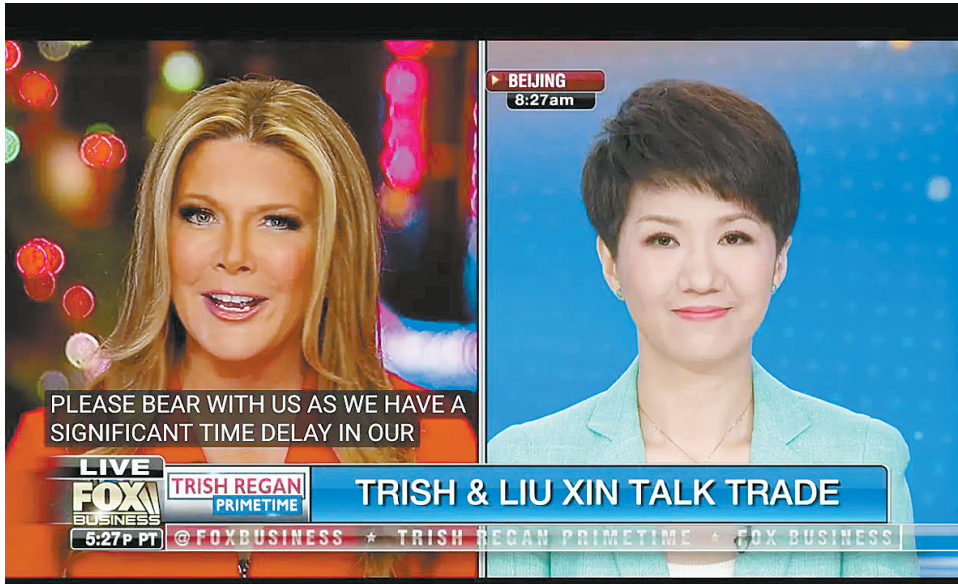 BEIJING
8:27am
PLEASE BEAR WITH US AS WE HAVE A
SIGNIFICANT TIME DELAY IN OUR
LIVE
FOX
BUSINESS
5:27P PT
TRISH REGAN
PRIMETIME
TRISH & LIU XIN TALK TRADE
@FOXBUSINESS ★ TRISH REGAN PRIMETIME ★ FOX BUSINESS